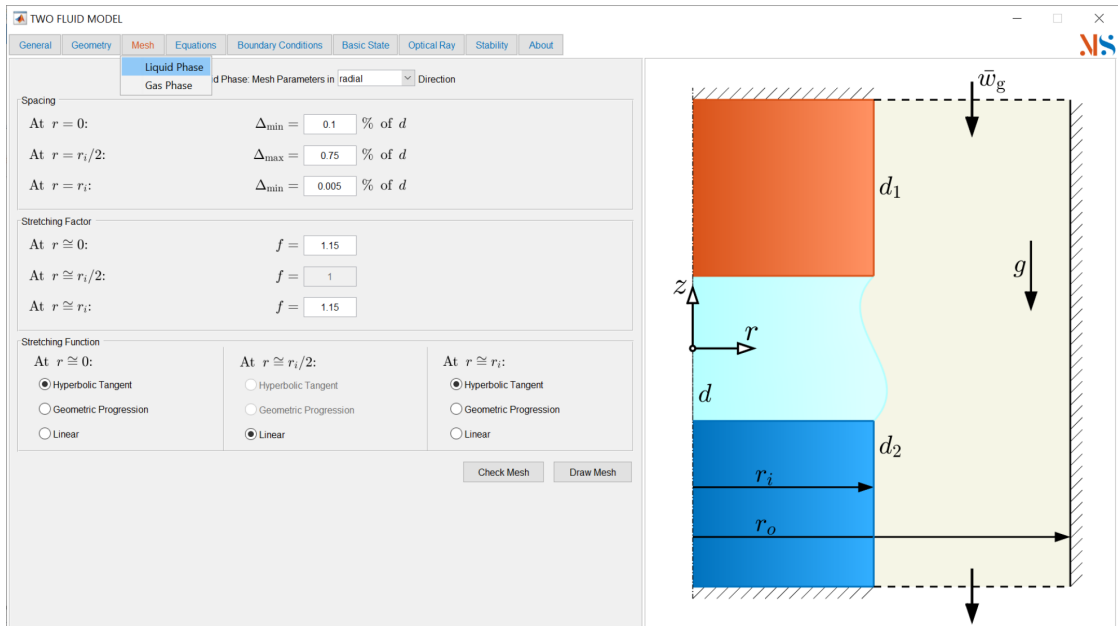 TWO FLUID MODEL
General Geometry Mesh Equations Boundary Conditions Basic State Optical Ray Stability About
Liquid Phase
Gas Phase
d Phase: Mesh Parameters in radial Direction
Spacing
At r = 0: Δmin = 0.1 % of d
At r = ri/2: Δmax = 0.75 % of d
At r = ri: Δmin = 0.005 % of d
Stretching Factor
At r ≅ 0: f = 1.15
At r ≅ ri/2: f = 1
At r ≅ ri: f = 1.15
Stretching Function
At r ≅ 0: At r ≅ ri/2: At r ≅ ri:
Hyperbolic Tangent Hyperbolic Tangent Hyperbolic Tangent
Geometric Progression Geometric Progression Geometric Progression
Linear Linear Linear
Check Mesh Draw Mesh
MS
w̄g
d1
g
z
r
d
d2
ri
ro